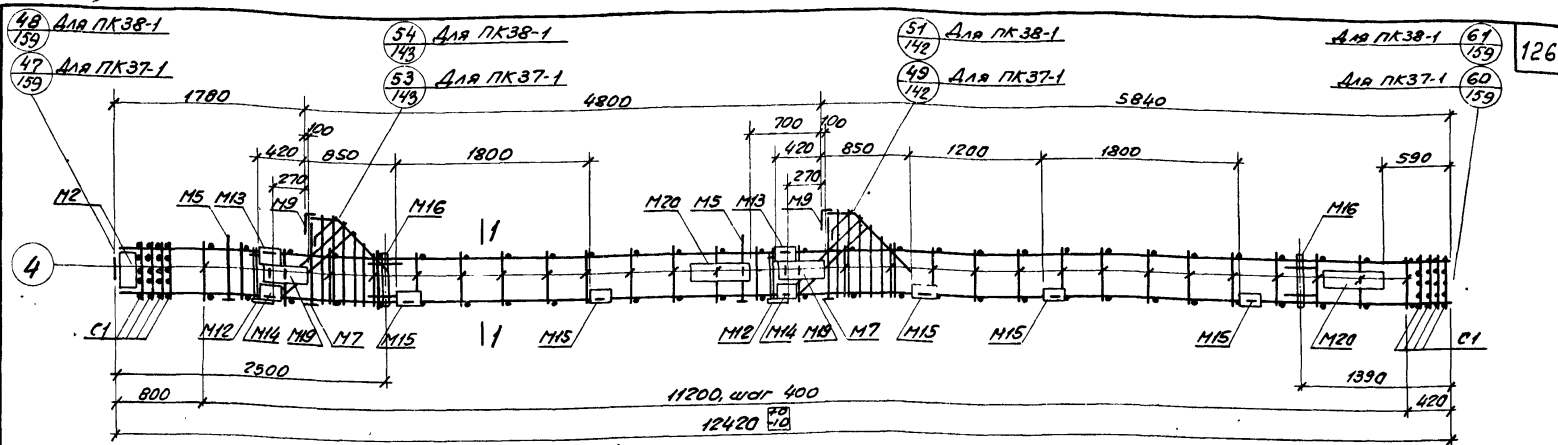 48/159 Для ПК38-1
47/159 Для ПК37-1
54/143 Для ПК38-1
53/143 Для ПК37-1
51/142 Для ПК38-1
49/142 Для ПК37-1
Для ПК38-1 61/159
Для ПК37-1 60/159
126
1780 4800 5840
100 700 100
420 850 1800 420 850 1200 1800 590
270 270
М2 М5 М13 М9 М16 М20 М5 М13 М9 М16
1
4
С1 М12 М14 М19 М7 М15 М15 М12 М14 М19 М7 М15 М15 М15 М20 С1
1
2500 1390
800 11200, шаг 400 420
12420 +0 -10